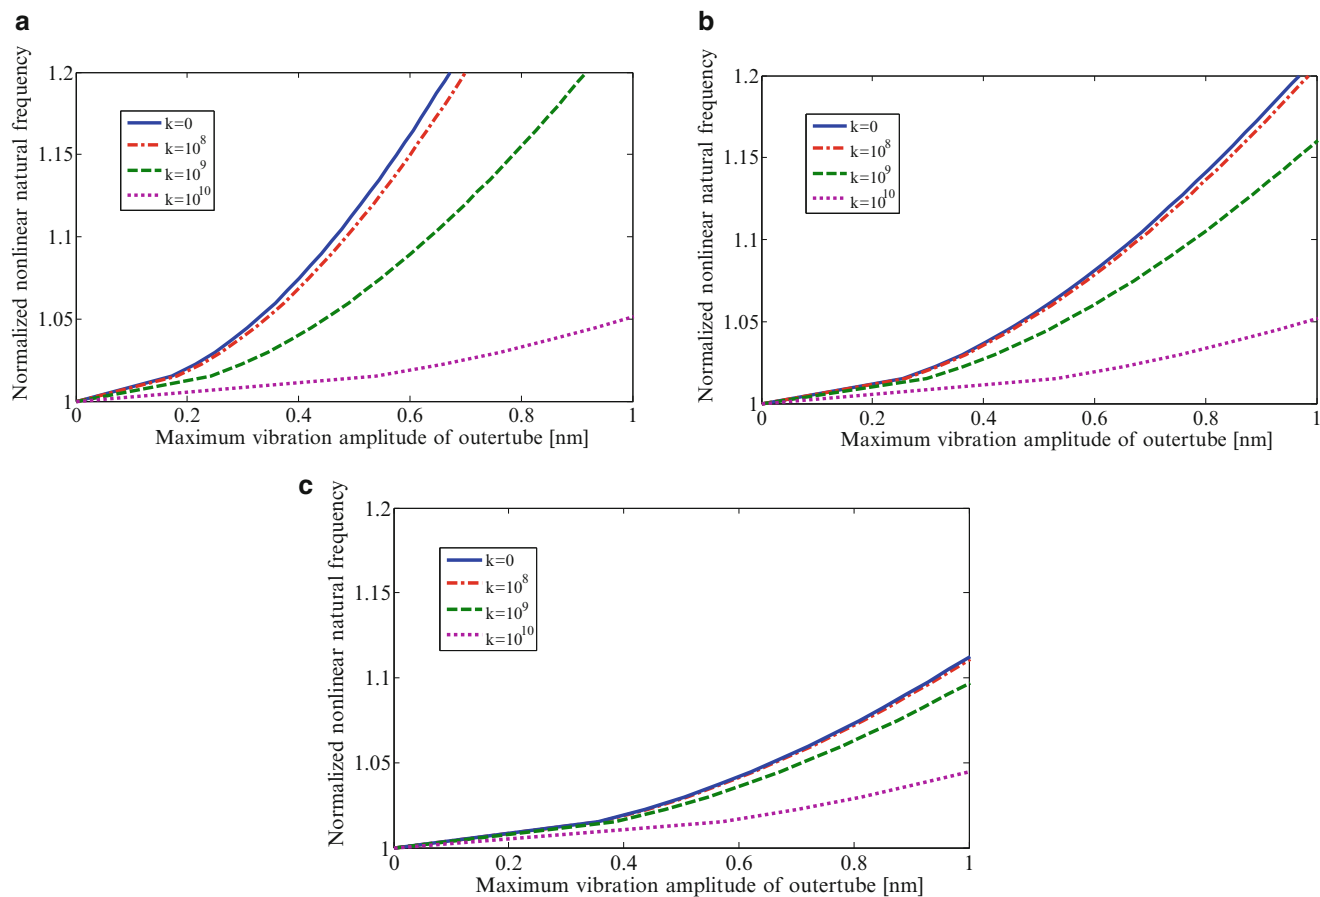 a
Normalized nonlinear natural frequency
1.2
1.15
1.1
1.05
1
k=0
k=10^8
k=10^9
k=10^10
0
0.2
0.4
0.6
0.8
1
Maximum vibration amplitude of outertube [nm]
b
Normalized nonlinear natural frequency
1.2
1.15
1.1
1.05
1
k=0
k=10^8
k=10^9
k=10^10
0
0.2
0.4
0.6
0.8
1
Maximum vibration amplitude of outertube [nm]
c
Normalized nonlinear natural frequency
1.2
1.15
1.1
1.05
1
k=0
k=10^8
k=10^9
k=10^10
0
0.2
0.4
0.6
0.8
1
Maximum vibration amplitude of outertube [nm]